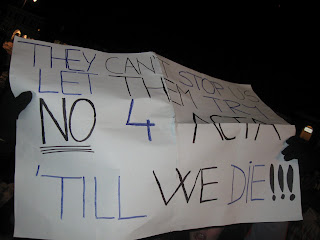 THEY CAN'T STOP US
LET THEM TRY
NO 4 ACTA
'TILL WE DIE!!!